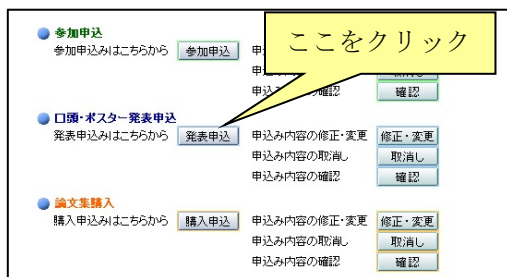 参加申込
参加申込みはこちらから 参加申込
ここをクリック
確認
口頭・ポスター発表申込
発表申込みはこちらから 発表申込 申込み内容の修正・変更 修正・変更
申込み内容の取消し 取消し
申込み内容の確認 確認
論文集購入
購入申込みはこちらから 購入申込 申込み内容の修正・変更 修正・変更
申込み内容の取消し 取消し
申込み内容の確認 確認